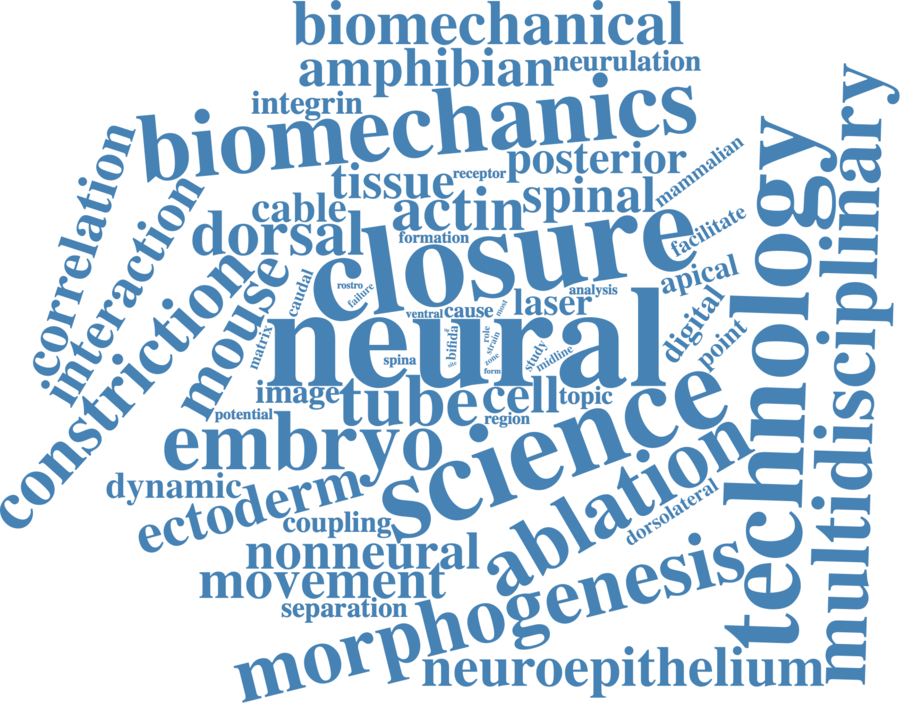 biomechanical
amphibian
neurulation
integrin
biomechanics
correlation
interaction
tissue
receptor
posterior
mammalian
technology
multidisciplinary
cable
actin
spinal
dorsal
formation
closure
facilitate
constriction
mouse
caudal
rostro
failure
analysis
apical
ventral
cause
most
laser
digital
point
matrix
neural
spina
bifida
site
role
strain
zone
form
study
midline
image
tube
cell
topic
potential
region
embryo
science
dynamic
ectoderm
coupling
ablation
dorsolateral
nonneural
movement
separation
morphogenesis
neuroepithelium